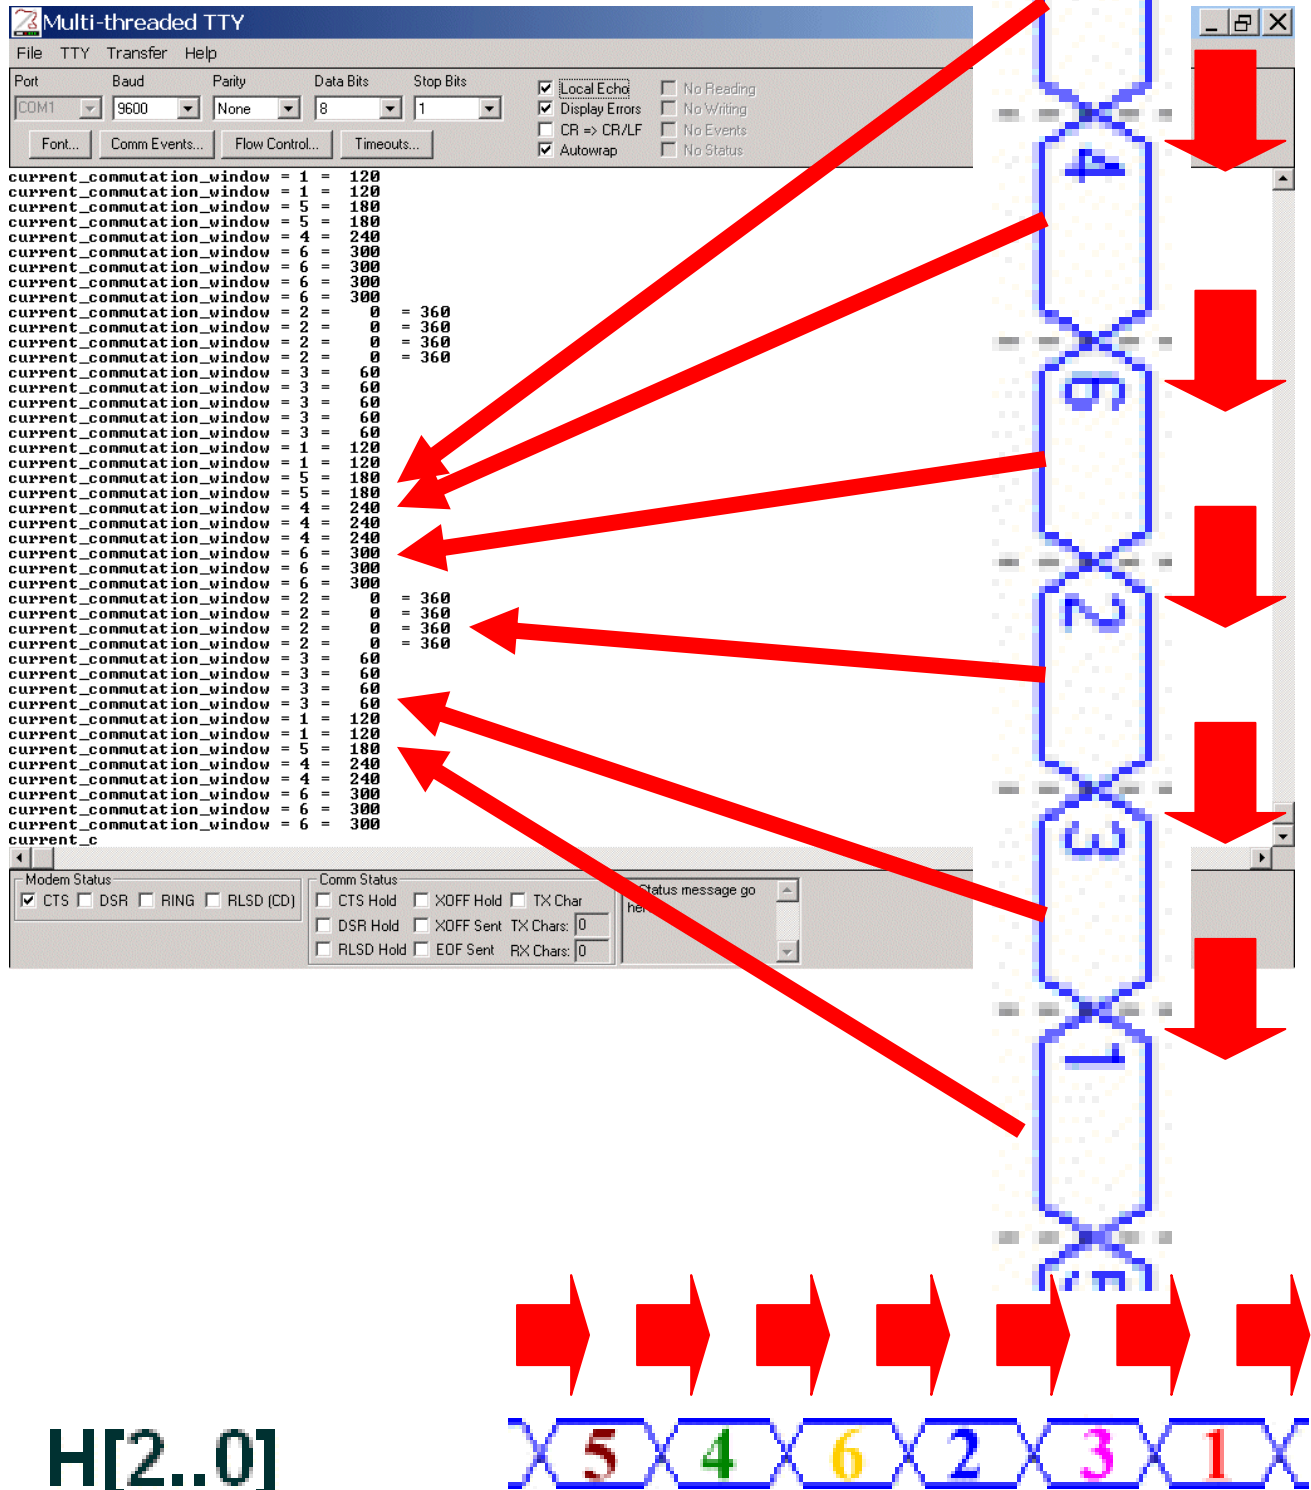 Multi-threaded TTY
File TTY Transfer Help
Port Baud Parity Data Bits Stop Bits
COM1 9600 None 8 1
Local Echo No Reading
Display Errors No Writing
CR => CR/LF No Events
Autowrap No Status
Font... Comm Events... Flow Control... Timeouts...
current_commutation_window = 1 = 120
current_commutation_window = 1 = 120
current_commutation_window = 5 = 180
current_commutation_window = 5 = 180
current_commutation_window = 4 = 240
current_commutation_window = 6 = 300
current_commutation_window = 6 = 300
current_commutation_window = 6 = 300
current_commutation_window = 6 = 300
current_commutation_window = 2 = 0 = 360
current_commutation_window = 2 = 0 = 360
current_commutation_window = 2 = 0 = 360
current_commutation_window = 2 = 0 = 360
current_commutation_window = 3 = 60
current_commutation_window = 3 = 60
current_commutation_window = 3 = 60
current_commutation_window = 3 = 60
current_commutation_window = 3 = 60
current_commutation_window = 1 = 120
current_commutation_window = 1 = 120
current_commutation_window = 5 = 180
current_commutation_window = 5 = 180
current_commutation_window = 4 = 240
current_commutation_window = 4 = 240
current_commutation_window = 4 = 240
current_commutation_window = 6 = 300
current_commutation_window = 6 = 300
current_commutation_window = 6 = 300
current_commutation_window = 2 = 0 = 360
current_commutation_window = 2 = 0 = 360
current_commutation_window = 2 = 0 = 360
current_commutation_window = 2 = 0 = 360
current_commutation_window = 3 = 60
current_commutation_window = 3 = 60
current_commutation_window = 3 = 60
current_commutation_window = 3 = 60
current_commutation_window = 1 = 120
current_commutation_window = 1 = 120
current_commutation_window = 5 = 180
current_commutation_window = 4 = 240
current_commutation_window = 4 = 240
current_commutation_window = 6 = 300
current_commutation_window = 6 = 300
current_commutation_window = 6 = 300
current_c
4
6
2
3
1
Modem Status
CTS DSR RING RLSD (CD)
Comm Status
CTS Hold XOFF Hold TX Char
DSR Hold XOFF Sent TX Chars: 0
RLSD Hold EOF Sent RX Chars: 0
Status message go
H[2..0] 5 4 6 2 3 1